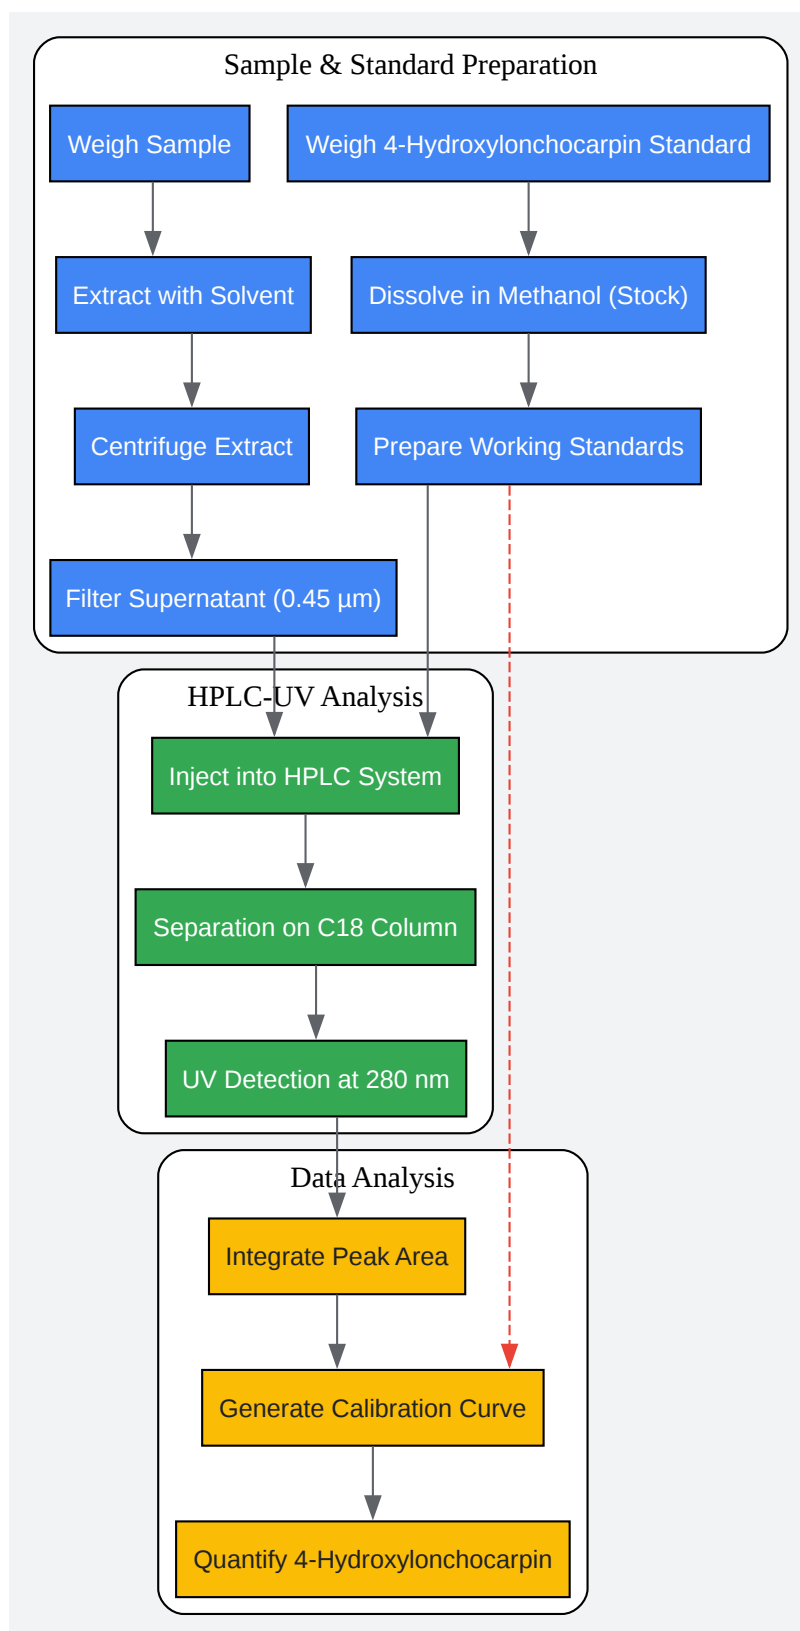 Sample & Standard Preparation
Weigh Sample
Weigh 4-Hydroxylonchocarpin Standard
Extract with Solvent
Dissolve in Methanol (Stock)
Centrifuge Extract
Prepare Working Standards
Filter Supernatant (0.45 µm)
HPLC-UV Analysis
Inject into HPLC System
Separation on C18 Column
UV Detection at 280 nm
Data Analysis
Integrate Peak Area
Generate Calibration Curve
Quantify 4-Hydroxylonchocarpin